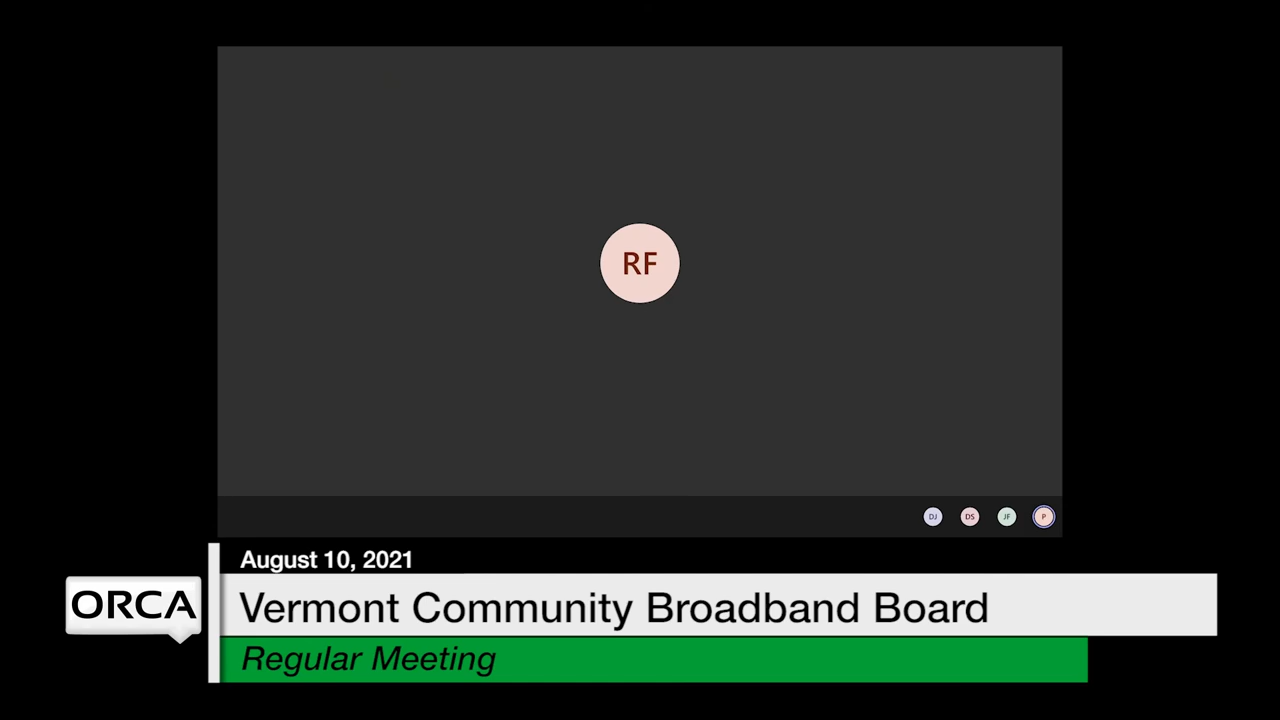 RF
DJ
DS
JF
P
August 10, 2021
ORCA
Vermont Community Broadband Board
Regular Meeting